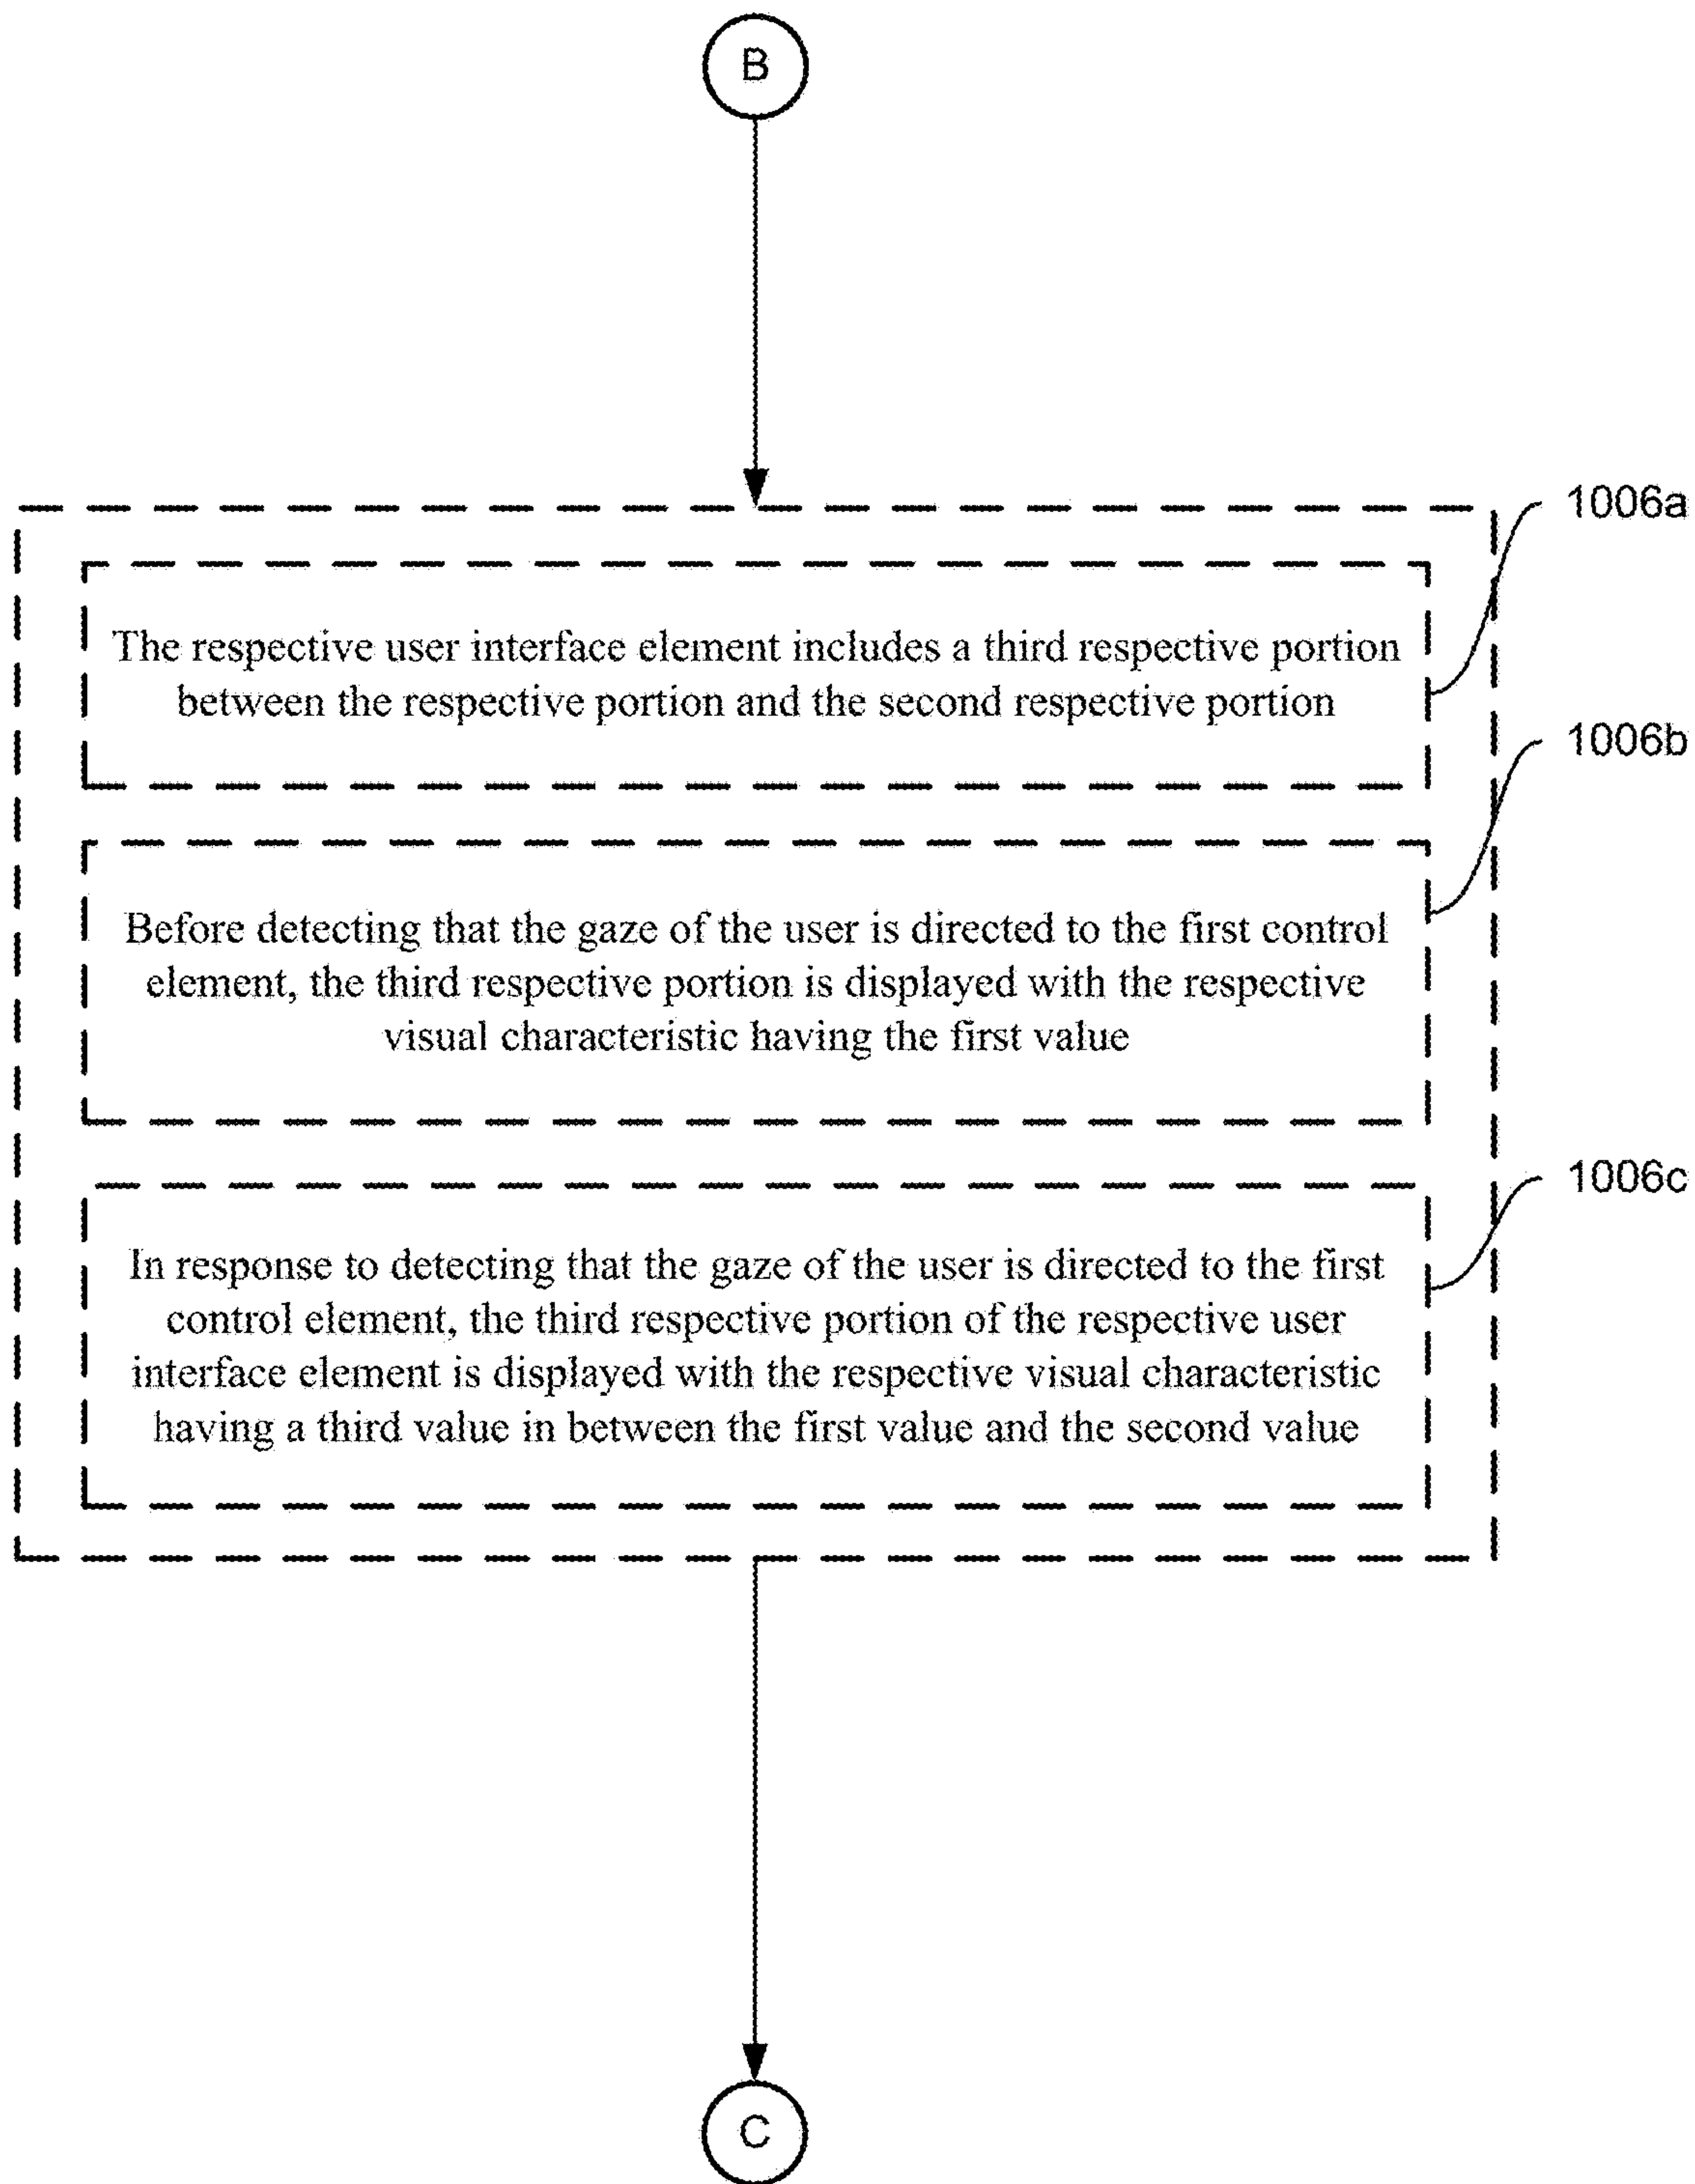 B
1006a
The respective user interface element includes a third respective portion
between the respective portion and the second respective portion
1006b
Before detecting that the gaze of the user is directed to the first control
element, the third respective portion is displayed with the respective
visual characteristic having the first value
1006c
In response to detecting that the gaze of the user is directed to the first
control element, the third respective portion of the respective user
interface element is displayed with the respective visual characteristic
having a third value in between the first value and the second value
C